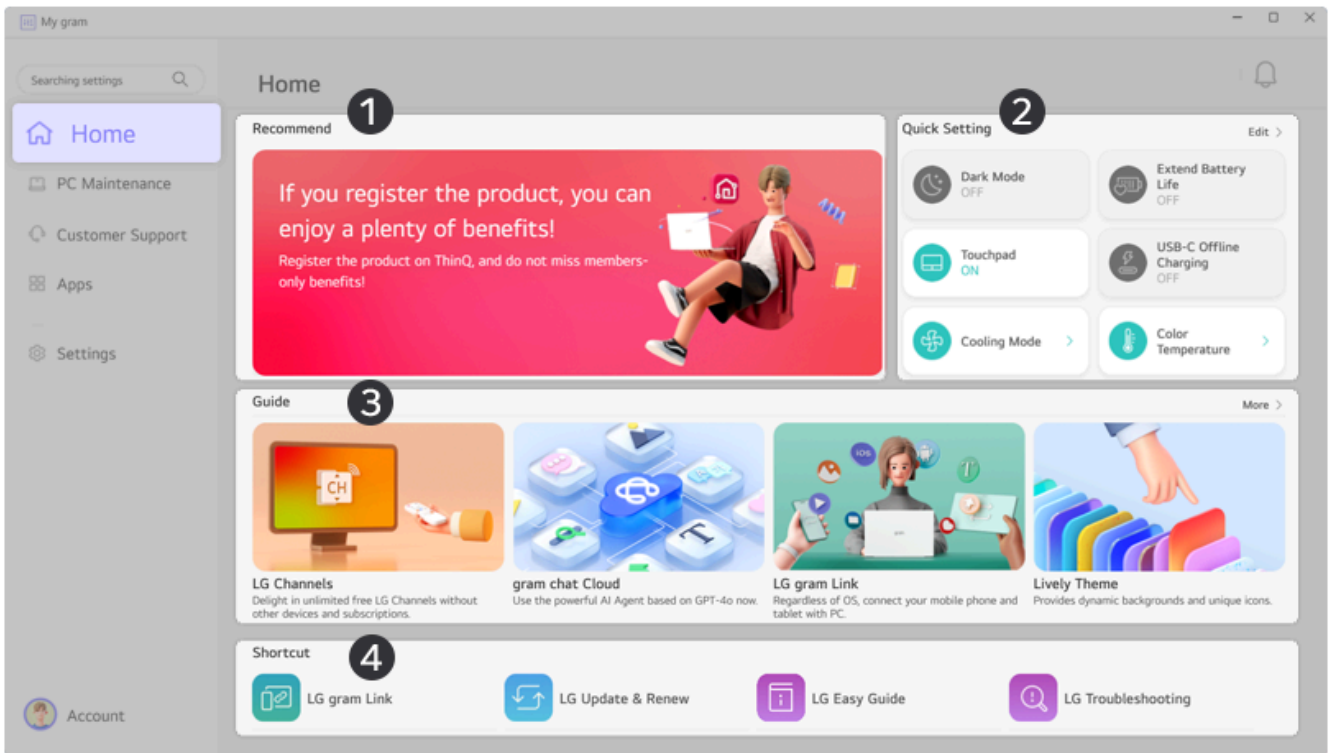 My gram
Searching settings
Home
PC Maintenance
Customer Support
Apps
Settings
Account
Home
1
Recommend
If you register the product, you can
enjoy a plenty of benefits!
Register the product on ThinQ, and do not miss members-
only benefits!
2
Quick Setting
Edit >
Dark Mode
OFF
Extend Battery
Life
OFF
Touchpad
ON
USB-C Offline
Charging
OFF
Cooling Mode >
Color
Temperature >
3
Guide
More >
CH
iOS
T
T
LG Channels
Delight in unlimited free LG Channels without
other devices and subscriptions.
gram chat Cloud
Use the powerful AI Agent based on GPT-4o now.
LG gram Link
Regardless of OS, connect your mobile phone and
tablet with PC.
Lively Theme
Provides dynamic backgrounds and unique icons.
4
Shortcut
LG gram Link
LG Update & Renew
LG Easy Guide
LG Troubleshooting